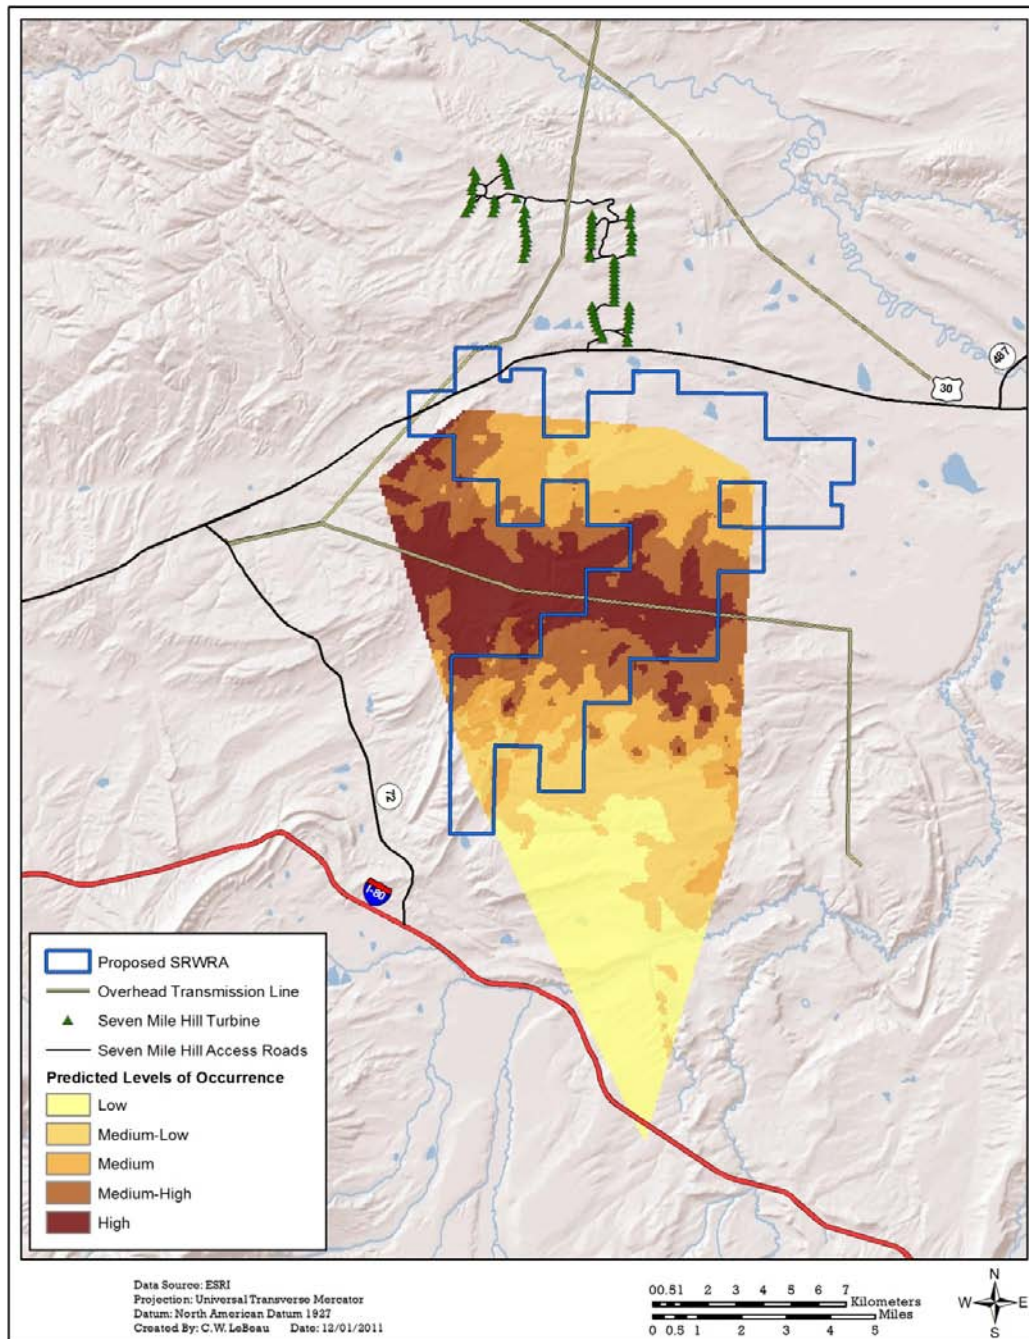 487
30
72
I-80
Proposed SRWRA
Overhead Transmission Line
Seven Mile Hill Turbine
Seven Mile Hill Access Roads
Predicted Levels of Occurrence
Low
Medium-Low
Medium
Medium-High
High
Data Source: ESRI
Projection: Universal Transverse Mercator
Datum: North American Datum 1927
Created By: C.W. LeBeau Date: 12/01/2011
0 0.5 1 2 3 4 5 6 7
Kilometers
Miles
0 0.5 1 2 3 4 5
N
W E
S